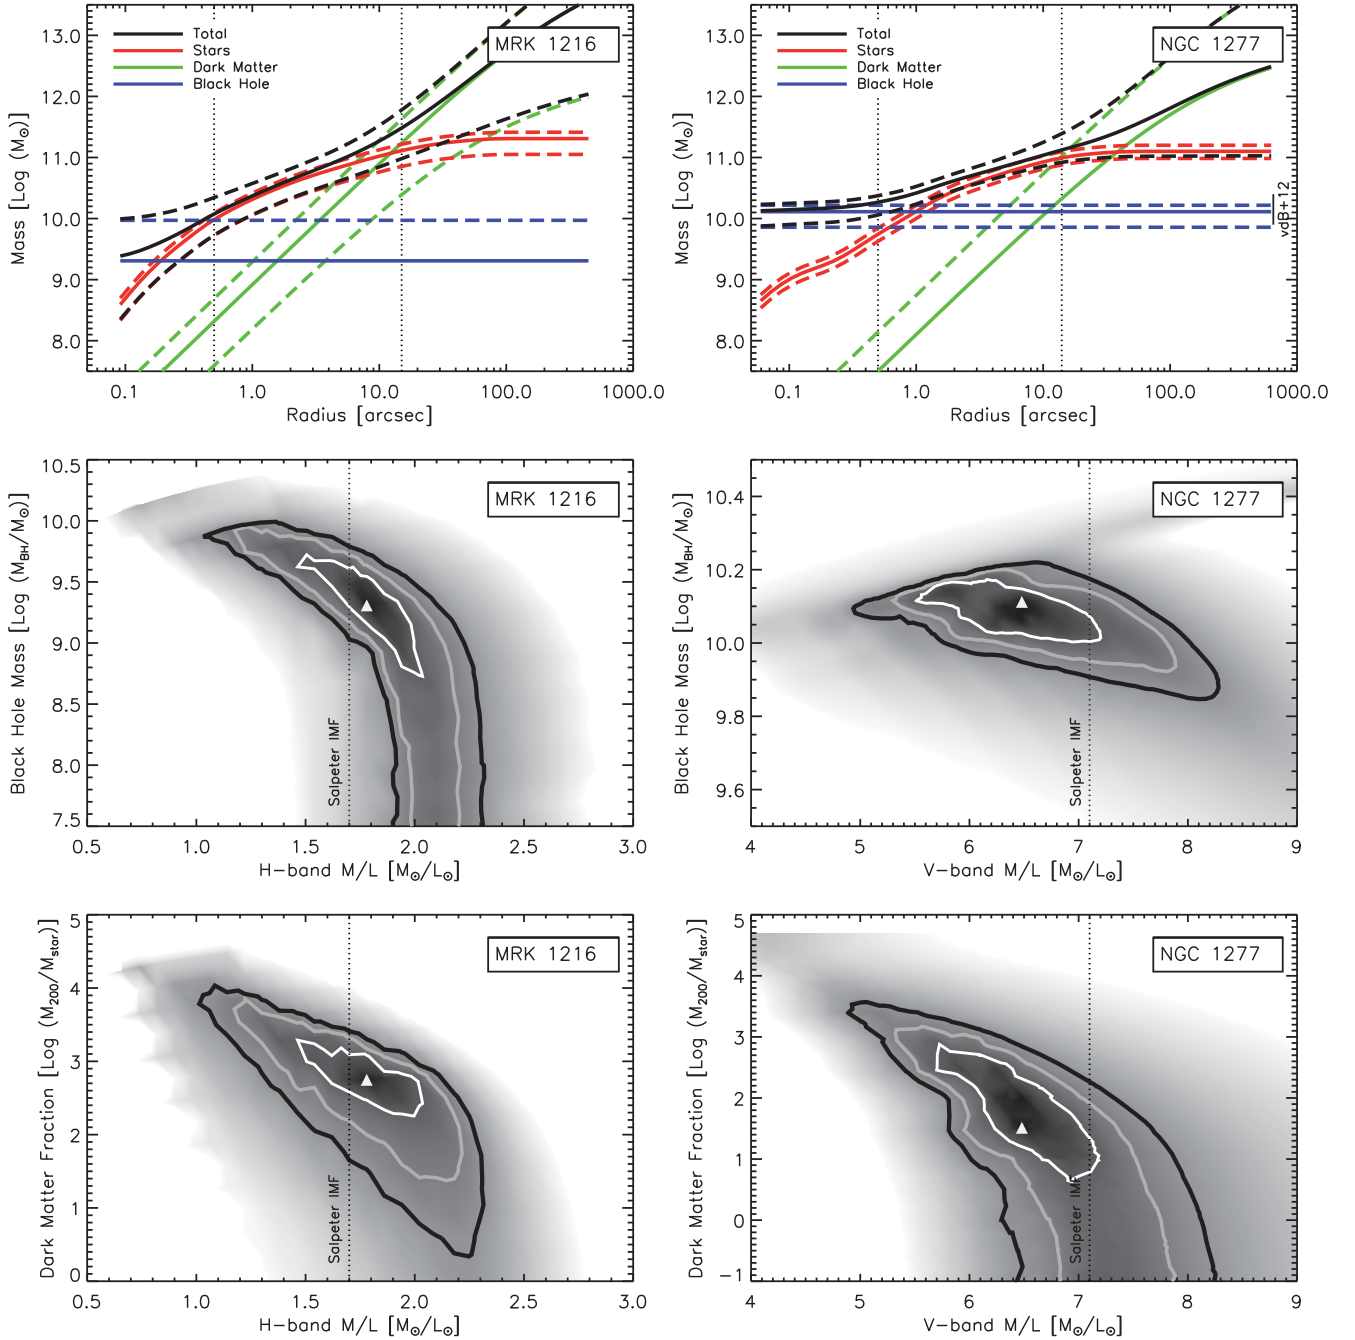 13.0
12.0
11.0
10.0
9.0
8.0
Mass [Log (M⊙)]
Total
Stars
Dark Matter
Black Hole
MRK 1216
0.1
1.0
10.0
100.0
1000.0
Radius [arcsec]
13.0
12.0
11.0
10.0
9.0
8.0
Mass [Log (M⊙)]
Total
Stars
Dark Matter
Black Hole
NGC 1277
vdB+12
0.1
1.0
10.0
100.0
1000.0
Radius [arcsec]
10.5
10.0
9.5
9.0
8.5
8.0
7.5
Black Hole Mass [Log (MBH/M⊙)]
MRK 1216
Salpeter IMF
0.5
1.0
1.5
2.0
2.5
3.0
H-band M/L [M⊙/L⊙]
10.4
10.2
10.0
9.8
9.6
Black Hole Mass [Log (MBH/M⊙)]
NGC 1277
Salpeter IMF
4
5
6
7
8
9
V-band M/L [M⊙/L⊙]
5
4
3
2
1
0
Dark Matter Fraction [Log (M200/Mstar)]
MRK 1216
Salpeter IMF
0.5
1.0
1.5
2.0
2.5
3.0
H-band M/L [M⊙/L⊙]
5
4
3
2
1
0
-1
Dark Matter Fraction [Log (M200/Mstar)]
NGC 1277
Salpeter IMF
4
5
6
7
8
9
V-band M/L [M⊙/L⊙]